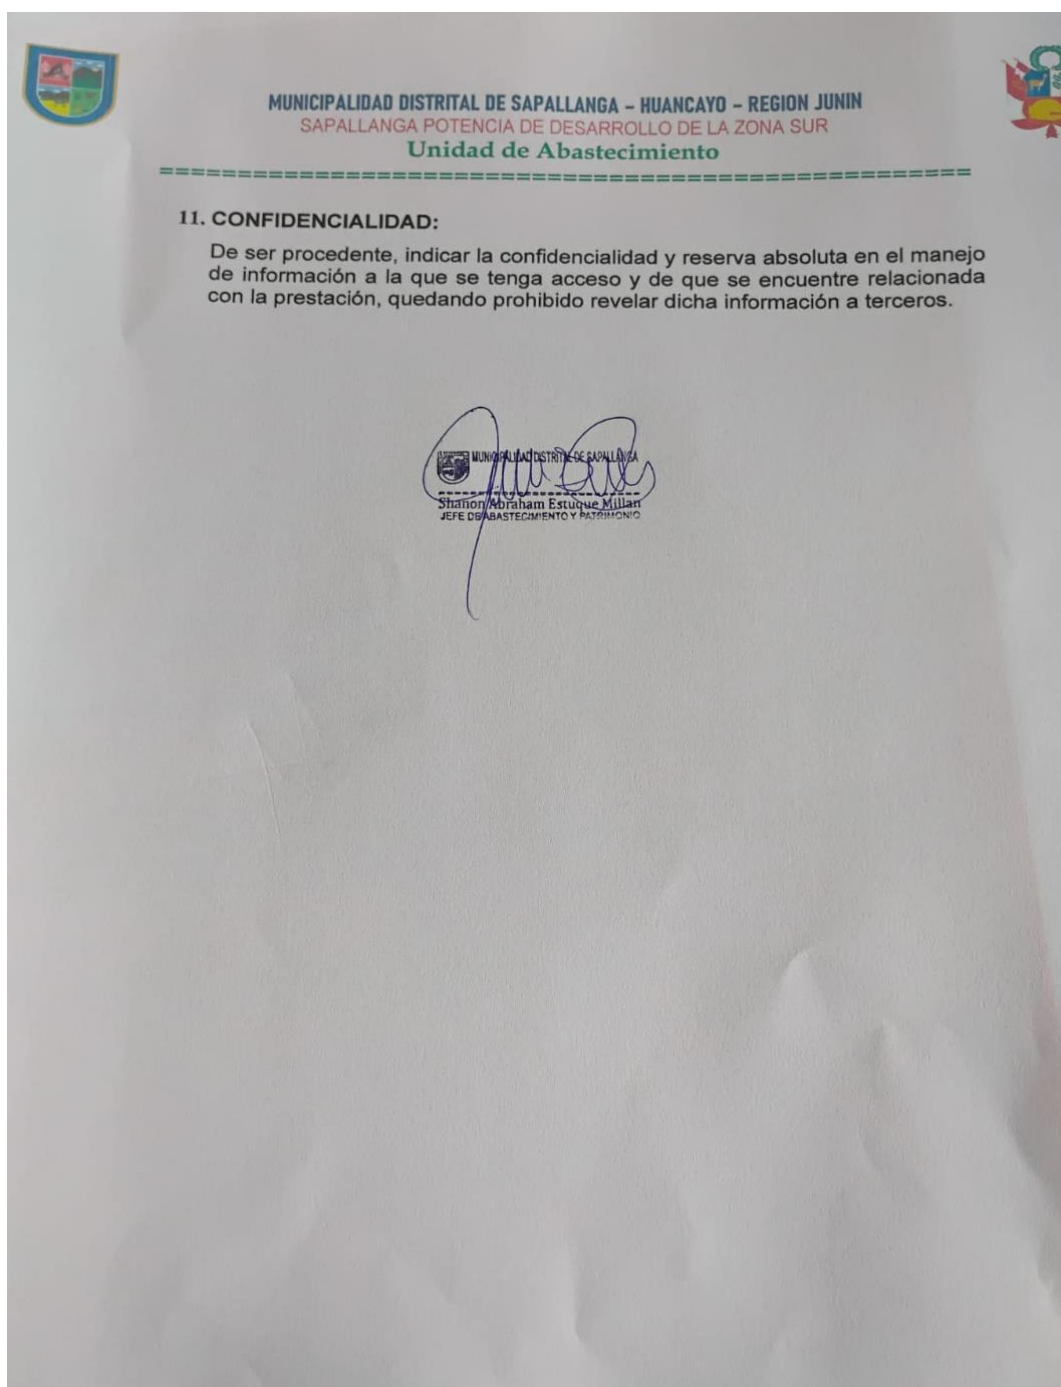 MUNICIPALIDAD DISTRITAL DE SAPALLANGA – HUANCAYO – REGION JUNIN
SAPALLANGA POTENCIA DE DESARROLLO DE LA ZONA SUR
Unidad de Abastecimiento
====================================================
11. CONFIDENCIALIDAD:
De ser procedente, indicar la confidencialidad y reserva absoluta en el manejo
de información a la que se tenga acceso y de que se encuentre relacionada
con la prestación, quedando prohibido revelar dicha información a terceros.
MUNICIPALIDAD DISTRITAL DE SAPALLANGA
Shanon Abraham Estuque Millan
JEFE DE ABASTECIMIENTO Y PATRIMONIO